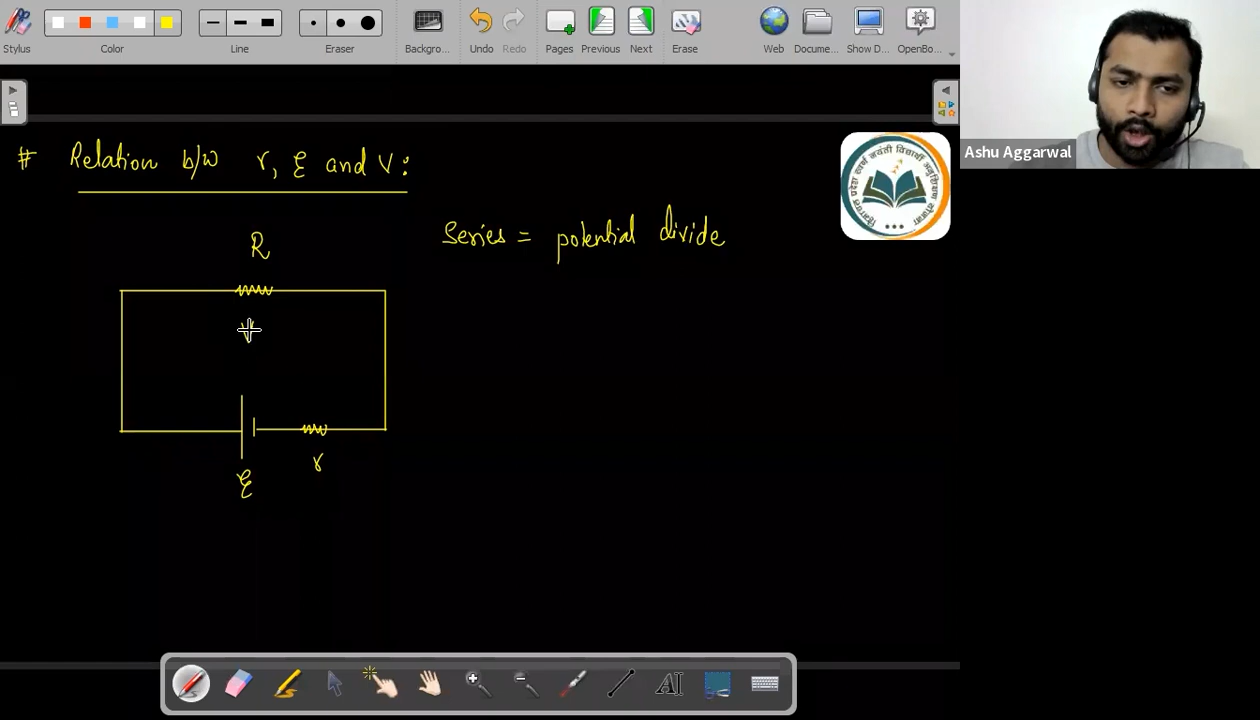 Stylus
Color
Line
Eraser
Backgro...
Undo
Redo
Pages
Previous
Next
Erase
Web
Docume...
Show D...
OpenBo...
Ashu Aggarwal
# Relation b/w r, ξ and V:
Series = potential divide
R
V
ξ
r
AI